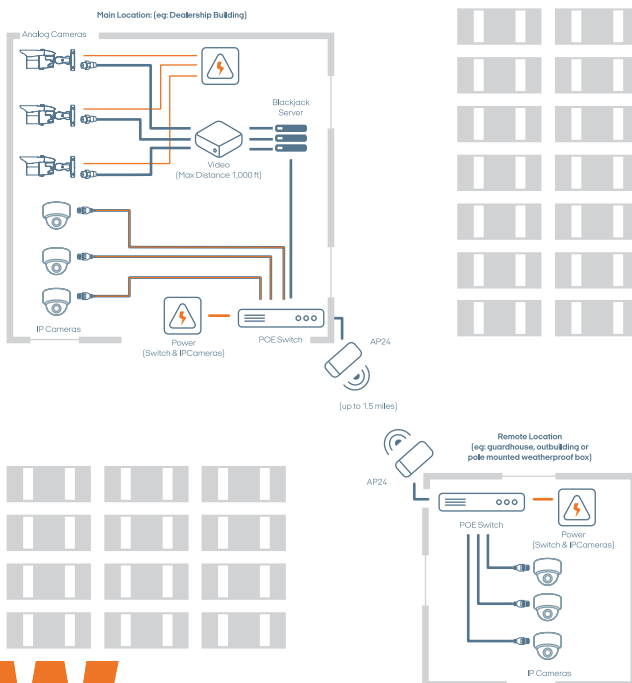 Main Location: (eg: Dealership Building)
Analog Cameras
Blackjack
Server
Video
(Max Distance 1,000 ft)
IP Cameras
Power
(Switch & IPCameras)
POE Switch
AP24
(up to 1.5 miles)
Remote Location
(eg: guardhouse, outbuilding or
pole mounted weatherproof box)
AP24
POE Switch
Power
(Switch & IPCameras)
IP Cameras